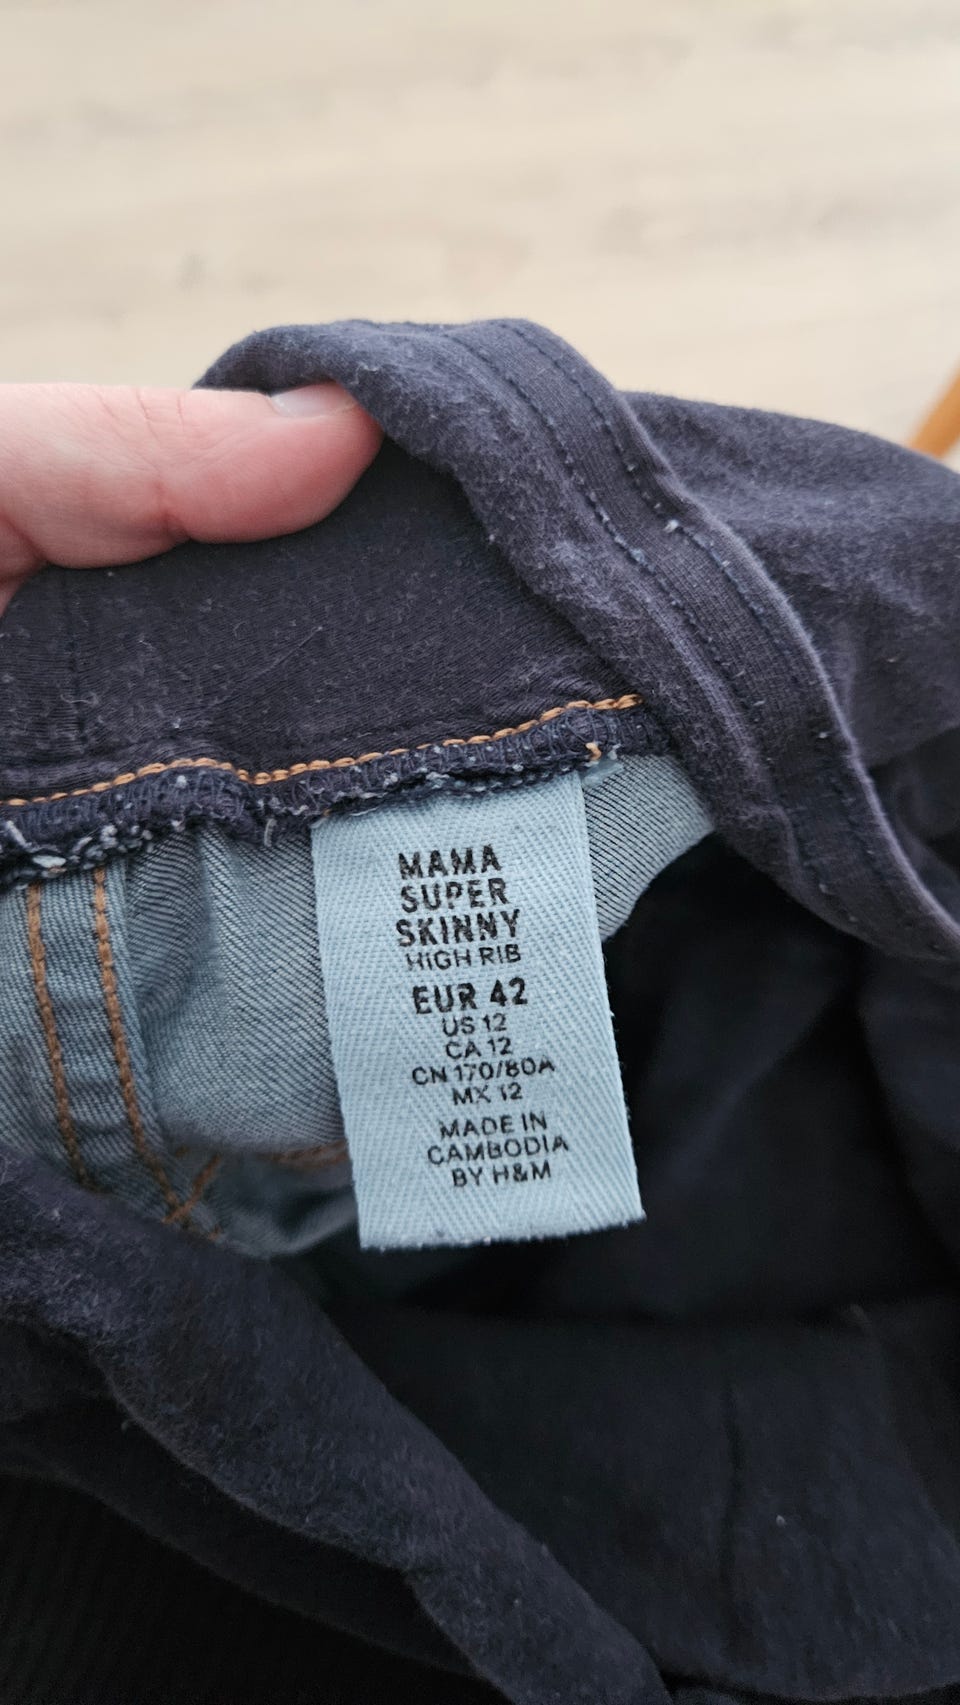 MAMA
SUPER
SKINNY
HIGH RIB
EUR 42
US 12
CA 12
CN 170/80A
MX 12
MADE IN
CAMBODIA
BY H&M